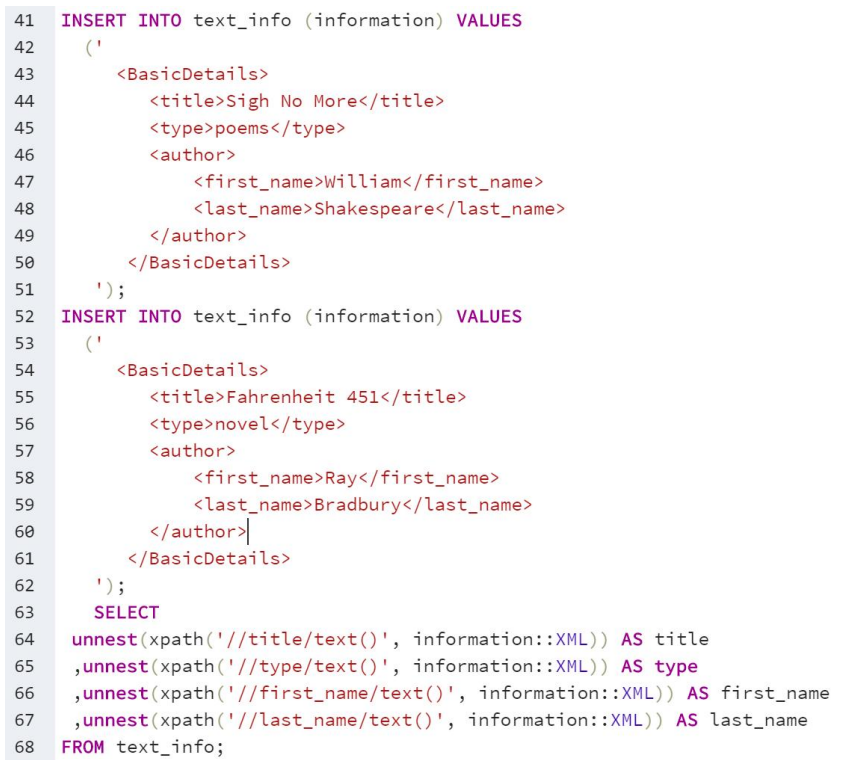 41 INSERT INTO text_info (information) VALUES
42 ('
43 <BasicDetails>
44 <title>Sigh No More</title>
45 <type>poems</type>
46 <author>
47 <first_name>William</first_name>
48 <last_name>Shakespeare</last_name>
49 </author>
50 </BasicDetails>
51 ');
52 INSERT INTO text_info (information) VALUES
53 ('
54 <BasicDetails>
55 <title>Fahrenheit 451</title>
56 <type>novel</type>
57 <author>
58 <first_name>Ray</first_name>
59 <last_name>Bradbury</last_name>
60 </author>
61 </BasicDetails>
62 ');
63 SELECT
64 unnest(xpath('//title/text()', information::XML)) AS title
65 ,unnest(xpath('//type/text()', information::XML)) AS type
66 ,unnest(xpath('//first_name/text()', information::XML)) AS first_name
67 ,unnest(xpath('//last_name/text()', information::XML)) AS last_name
68 FROM text_info;